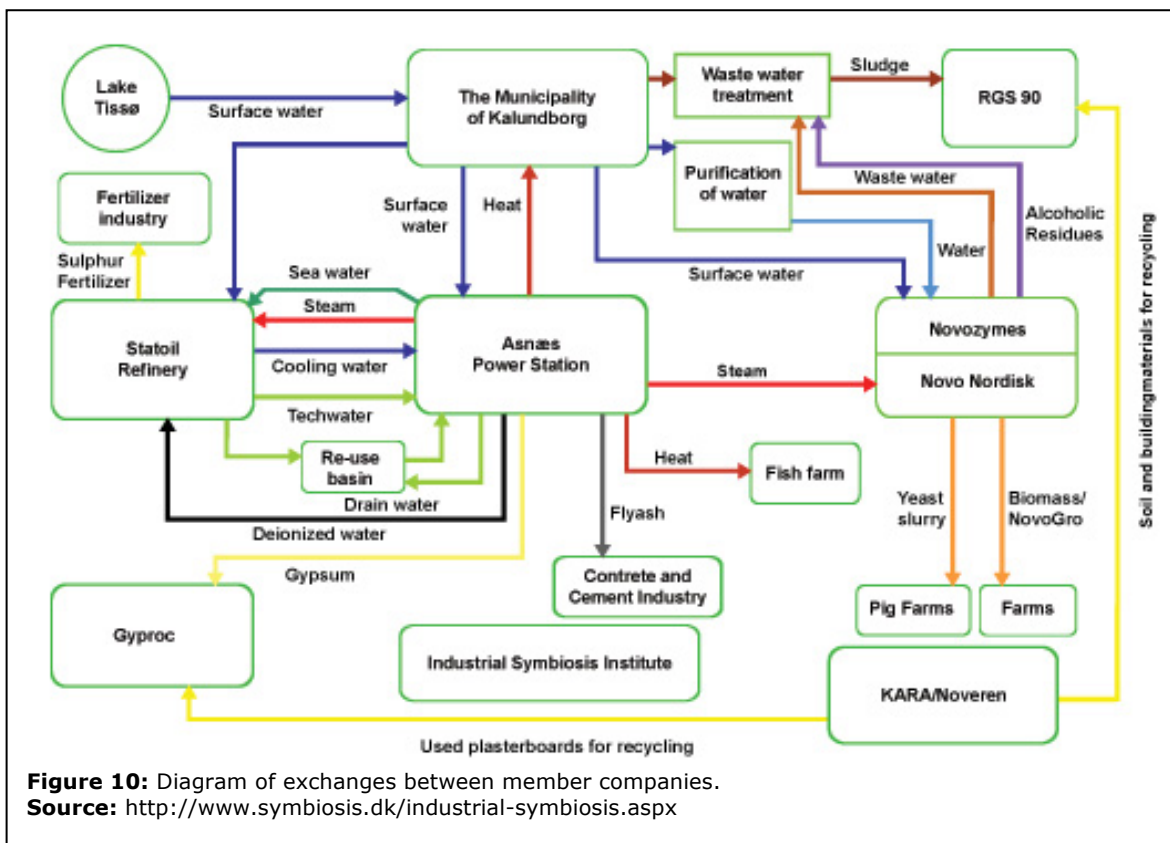 Lake
Tissø
Surface water
The Municipality
of Kalundborg
Waste water
treatment
Sludge
RGS 90
Fertilizer
industry
Surface
water
Heat
Purification
of water
Waste water
Alcoholic
Residues
Sulphur
Fertilizer
Sea water
Surface water
Water
Steam
Statoil
Refinery
Asnæs
Power Station
Novozymes
Novo Nordisk
Cooling water
Steam
Techwater
Re-use
basin
Heat
Fish farm
Drain water
Deionized water
Flyash
Yeast
slurry
Biomass/
NovoGro
Soil and buildingmaterials for recycling
Gypsum
Contrete and
Cement Industry
Pig Farms
Farms
Gyproc
Industrial Symbiosis Institute
KARA/Noveren
Used plasterboards for recycling
Figure 10: Diagram of exchanges between member companies.
Source: http://www.symbiosis.dk/industrial-symbiosis.aspx